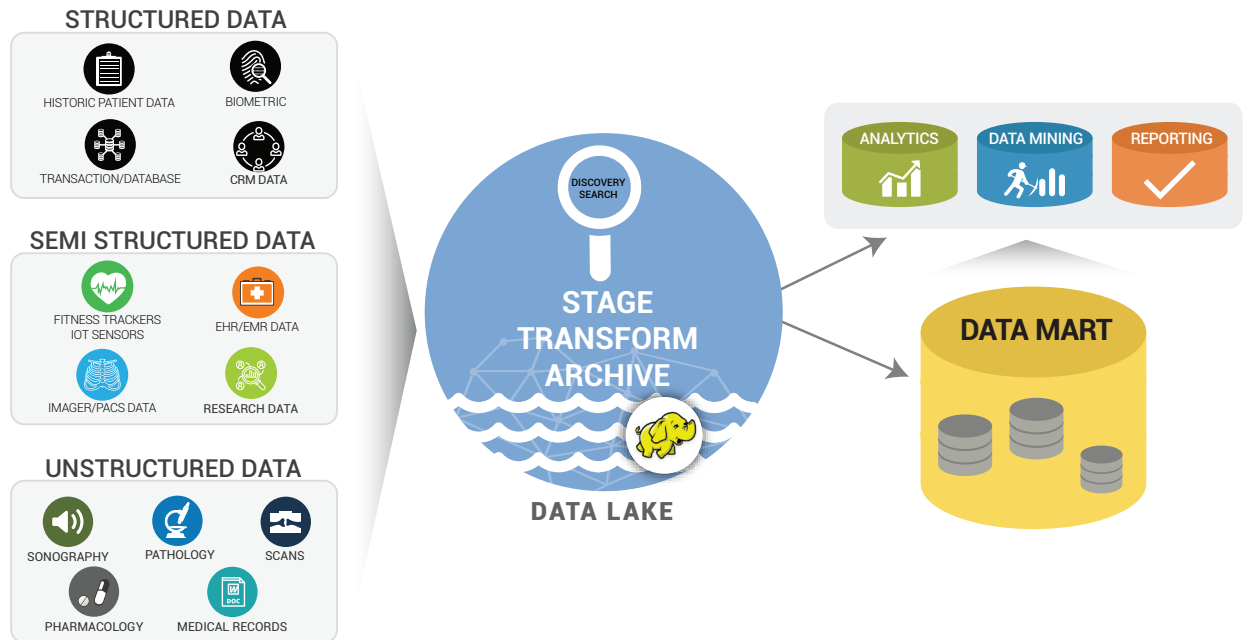 STRUCTURED DATA
HISTORIC PATIENT DATA
BIOMETRIC
TRANSACTION/DATABASE
CRM DATA
SEMI STRUCTURED DATA
FITNESS TRACKERS
IOT SENSORS
EHR/EMR DATA
IMAGER/PACS DATA
RESEARCH DATA
UNSTRUCTURED DATA
SONOGRAPHY
PATHOLOGY
SCANS
W
DOC
PHARMACOLOGY
MEDICAL RECORDS
DISCOVERY
SEARCH
STAGE
TRANSFORM
ARCHIVE
DATA LAKE
ANALYTICS
DATA MINING
REPORTING
DATA MART